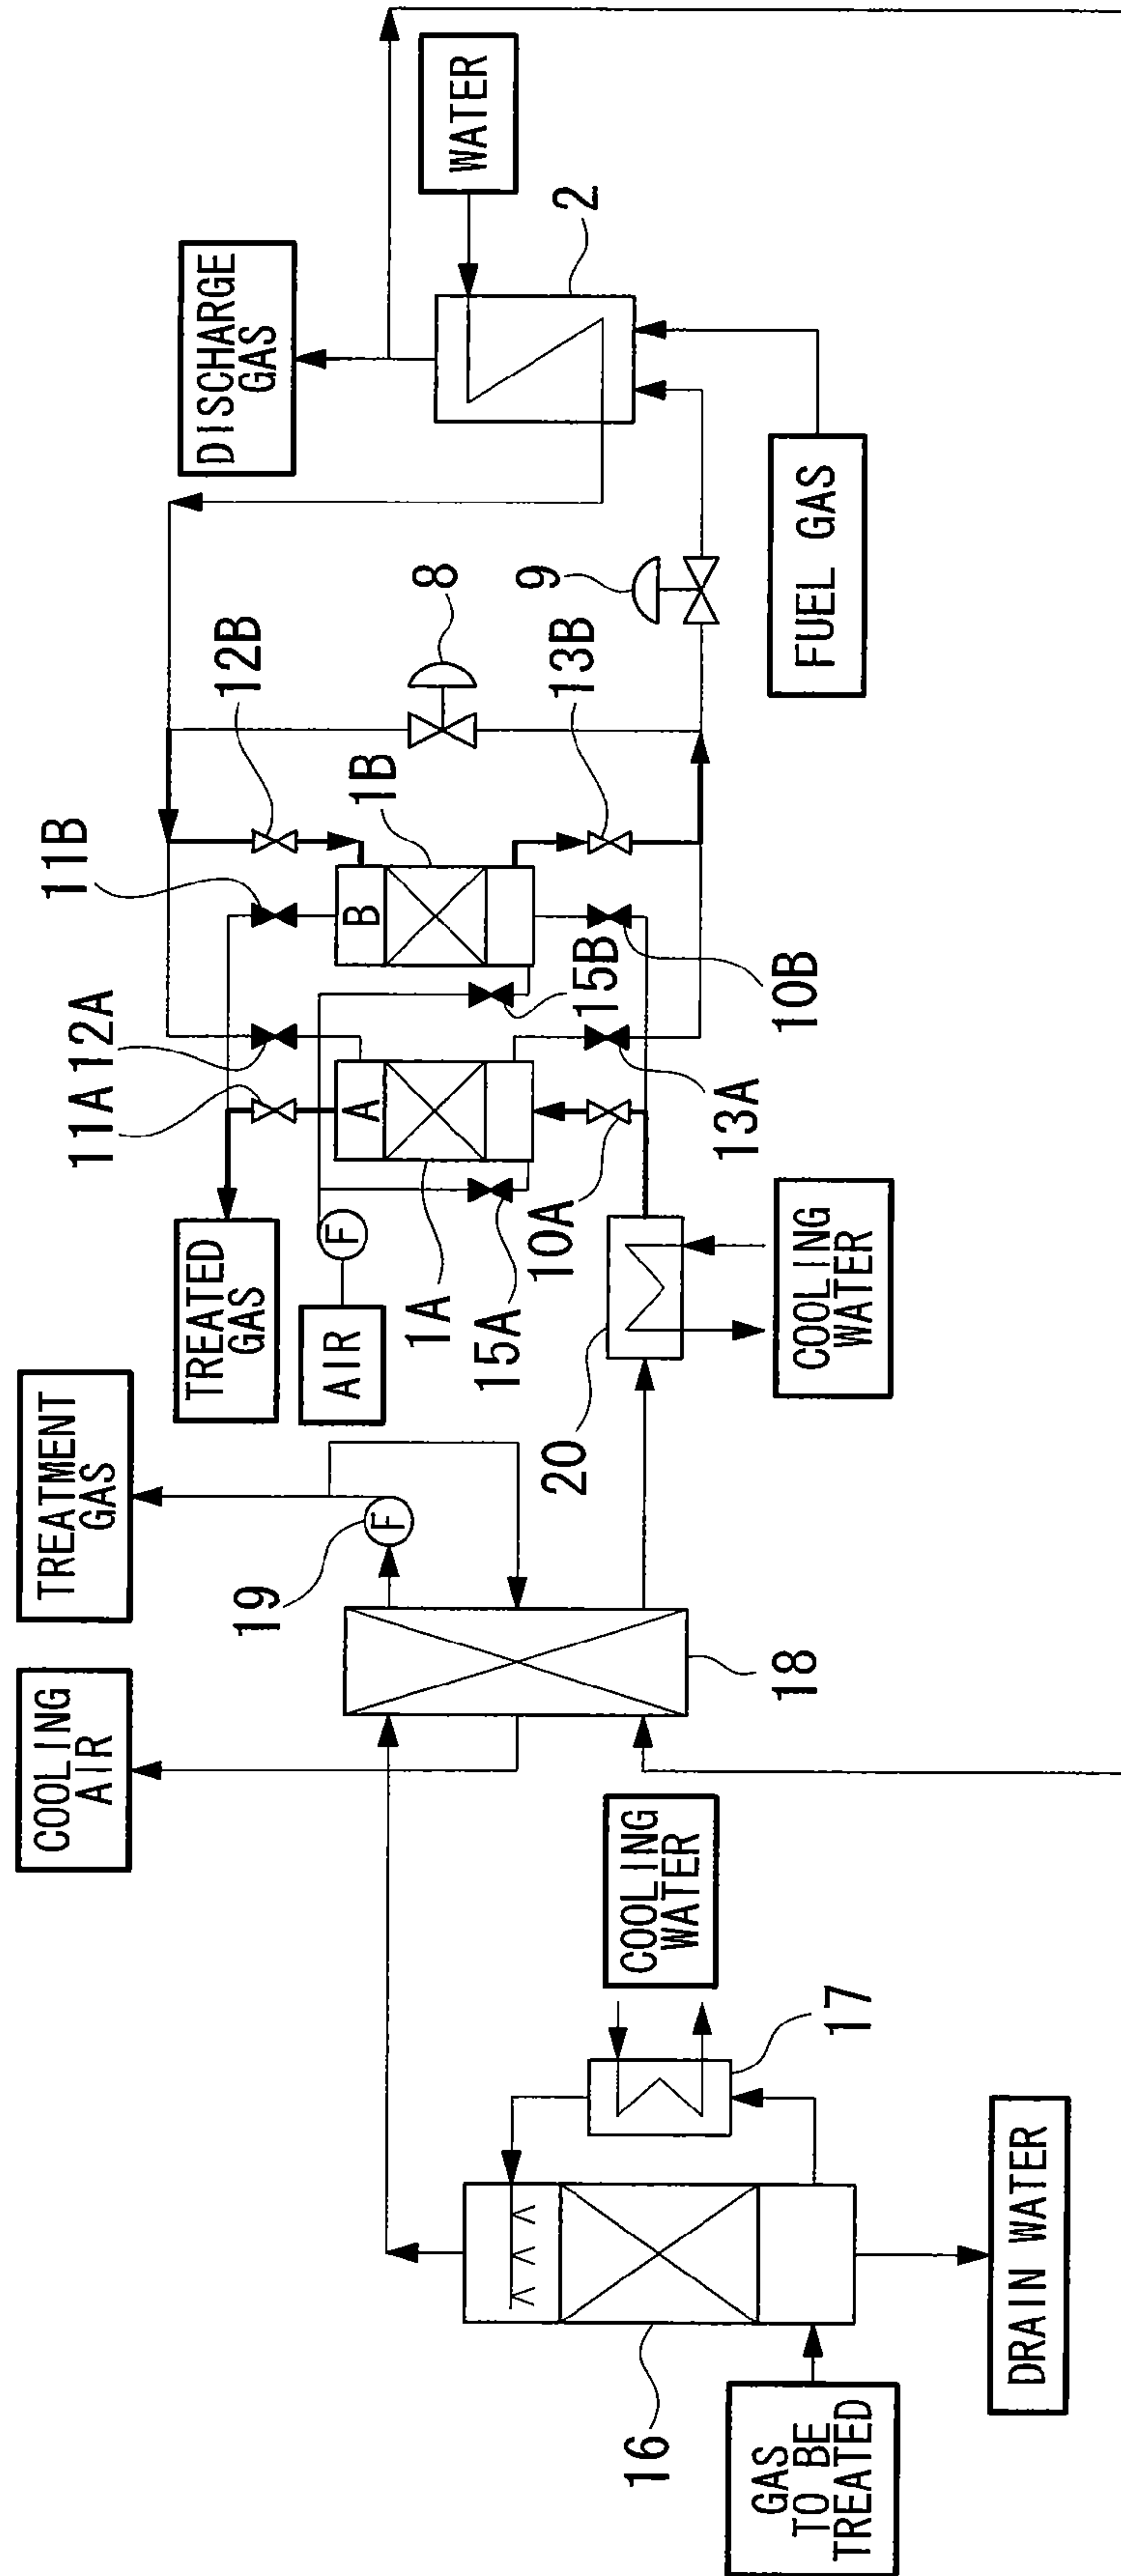 COOLING
AIR
TREATMENT
GAS
TREATED
GAS
AIR
DISCHARGE
GAS
WATER
11A
12A
11B
12B
8
9
2
1A
15A
10A
13A
15B
10B
1B
13B
A
B
F
F
19
18
20
COOLING
WATER
FUEL GAS
COOLING
WATER
17
16
GAS
TO BE
TREATED
DRAIN WATER